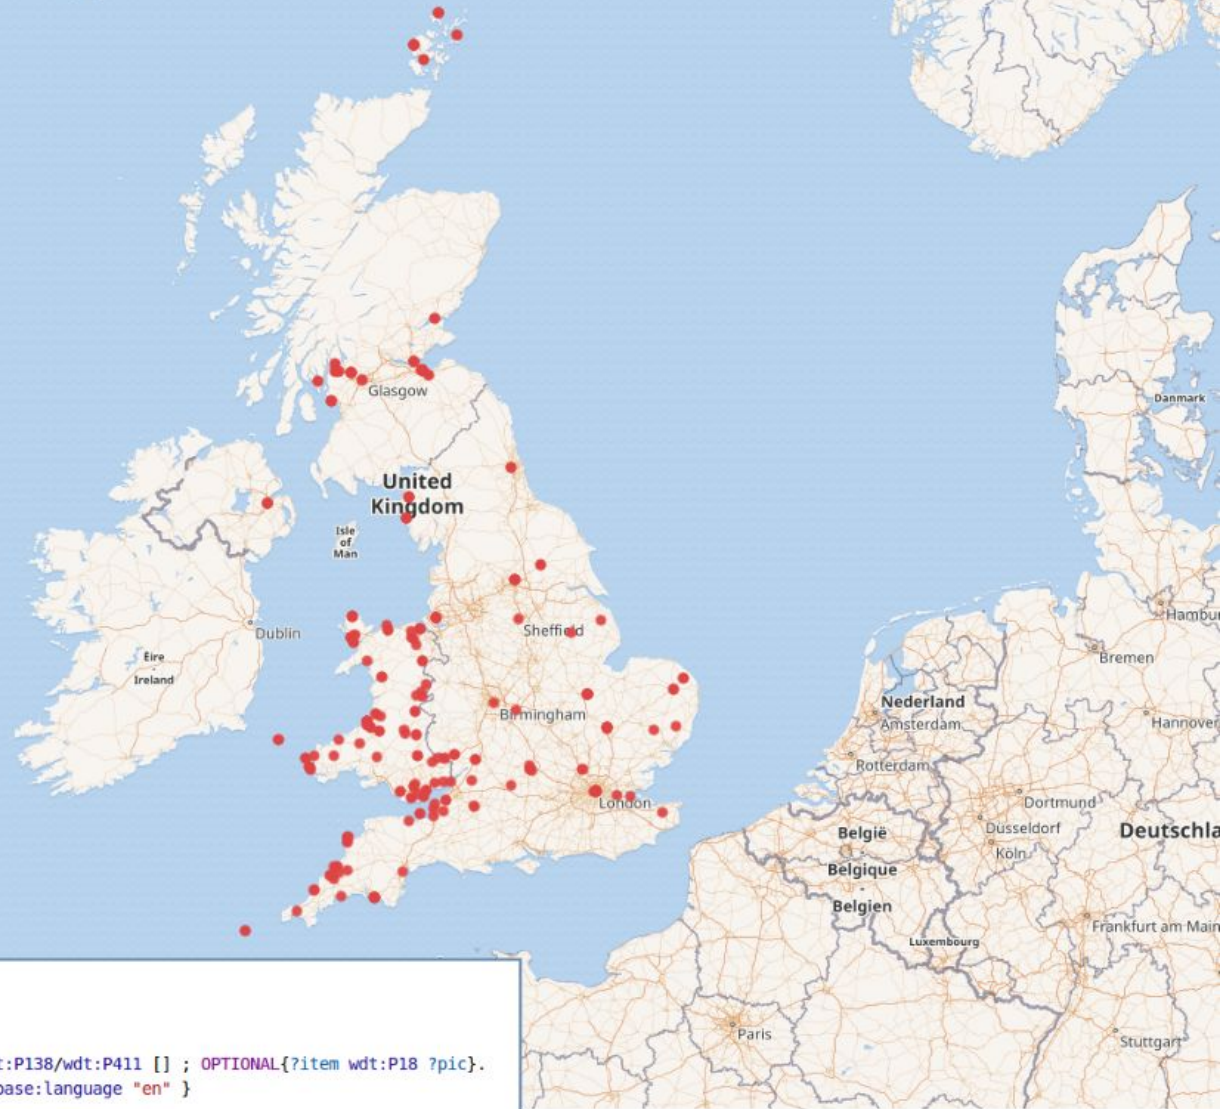 Glasgow
United
Kingdom
Isle
of
Man
Danmark
Dublin
Éire
-
Ireland
Sheffield
Hambu
Bremen
Nederland
Amsterdam
Hannover
Birmingham
Rotterdam
London
Dortmund
Düsseldorf
Köln
Deutschla
België
-
Belgique
-
Belgien
Frankfurt am Main
Luxembourg
Paris
Stuttgart
t:P138/wdt:P411 [] ; OPTIONAL{?item wdt:P18 ?pic}.
base:language "en" }